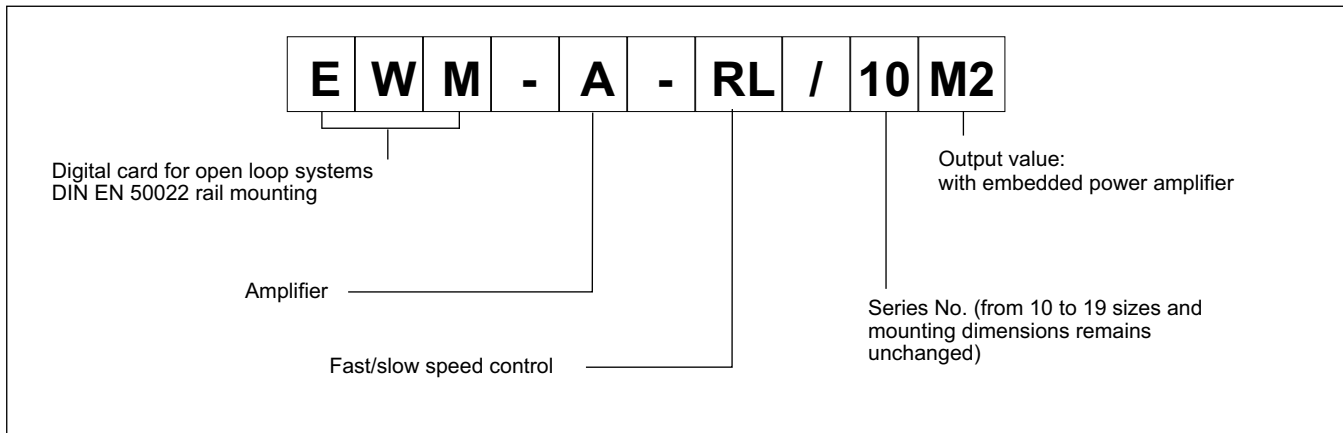 E W M - A - RL / 10 M2
Digital card for open loop systems
DIN EN 50022 rail mounting
Output value:
with embedded power amplifier
Amplifier
Series No. (from 10 to 19 sizes and
mounting dimensions remains
unchanged)
Fast/slow speed control